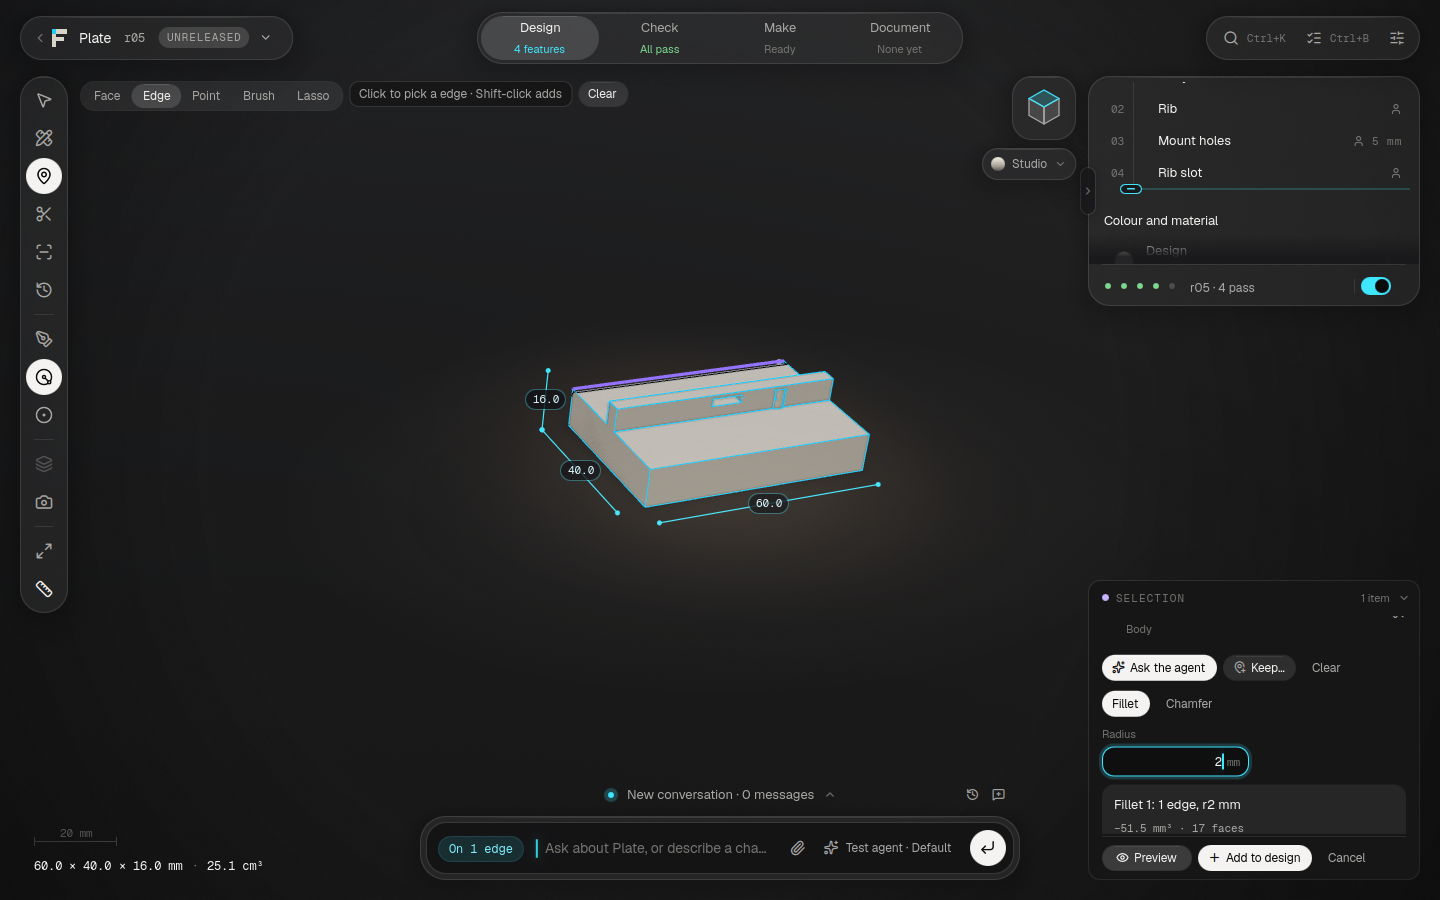 Plate r05 UNRELEASED
Design
4 features
Check
All pass
Make
Ready
Document
None yet
Ctrl+K Ctrl+B
Face Edge Point Brush Lasso
Click to pick a edge · Shift-click adds
Clear
Studio
02 Rib
03 Mount holes 5 mm
04 Rib slot
Colour and material
Design
r05 · 4 pass
16.0
40.0
60.0
SELECTION 1 item
Body
Ask the agent Keep… Clear
Fillet Chamfer
Radius
2 mm
Fillet 1: 1 edge, r2 mm
−51.5 mm³ · 17 faces
Preview Add to design Cancel
New conversation · 0 messages
On 1 edge Ask about Plate, or describe a cha… Test agent · Default
20 mm
60.0 × 40.0 × 16.0 mm · 25.1 cm³